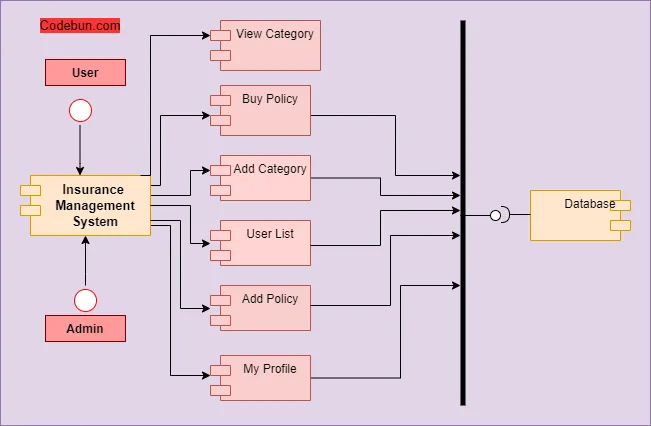 Codebun.com
User
Insurance
Management
System
Admin
View Category
Buy Policy
Add Category
User List
Add Policy
My Profile
Database